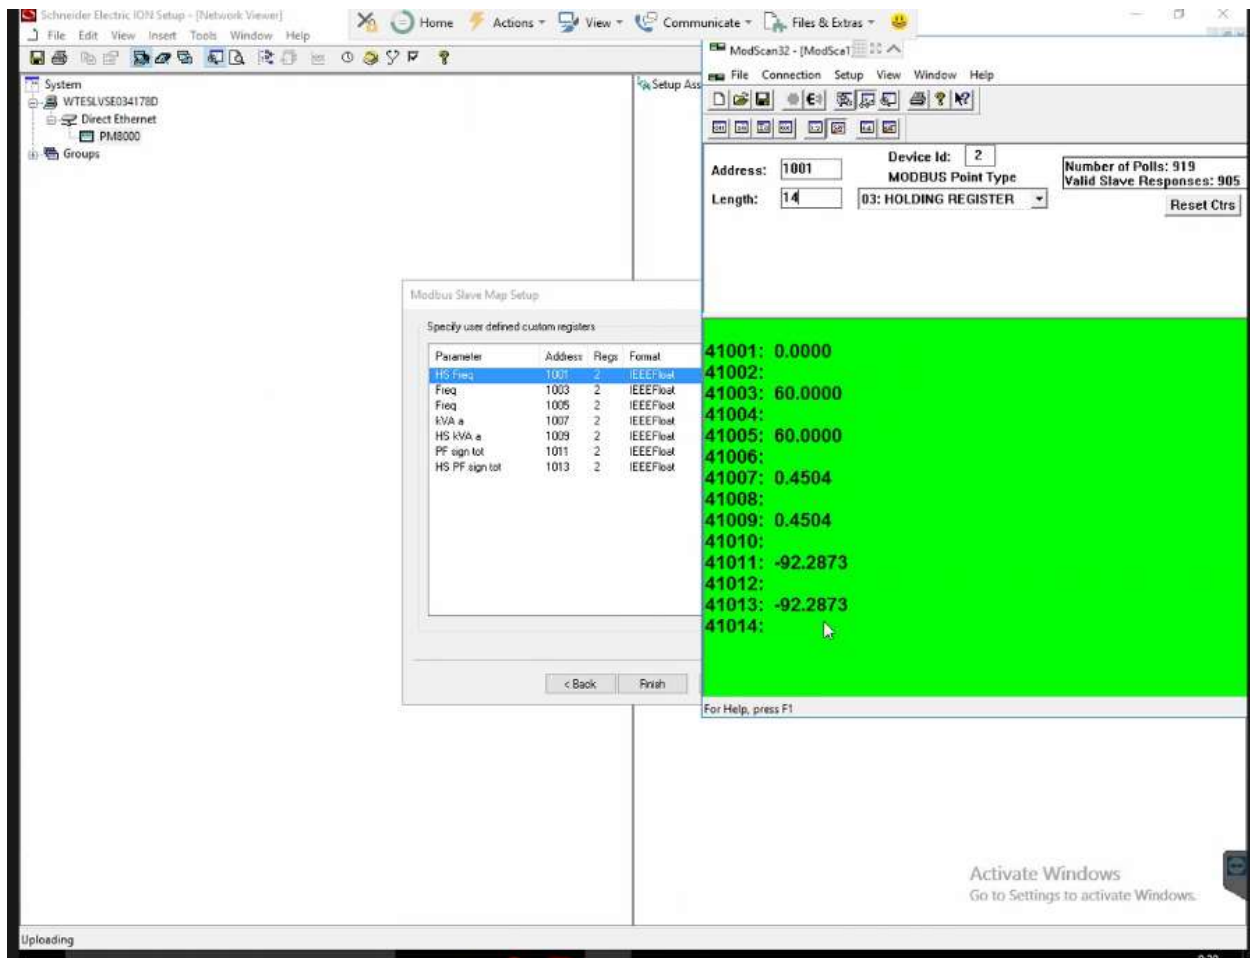 Schneider Electric ION Setup - [Network Viewer]
Home Actions View Communicate Files & Extras
File Edit View Insert Tools Window Help
System
WTESLVSE034178D
Direct Ethernet
PM8000
Groups
Setup Ass
Modbus Slave Map Setup
Specify user defined custom registers
Parameter Address Regs Format
HS Freq 1001 2 IEEEFloat
Freq 1003 2 IEEEFloat
Freq 1005 2 IEEEFloat
kVA a 1007 2 IEEEFloat
HS kVA a 1009 2 IEEEFloat
PF sign tot 1011 2 IEEEFloat
HS PF sign tot 1013 2 IEEEFloat
< Back Finish
ModScan32 - [ModSca1
File Connection Setup View Window Help
Address: 1001
Length: 14
Device Id: 2
MODBUS Point Type
03: HOLDING REGISTER
Number of Polls: 919
Valid Slave Responses: 905
Reset Ctrs
41001: 0.0000
41002:
41003: 60.0000
41004:
41005: 60.0000
41006:
41007: 0.4504
41008:
41009: 0.4504
41010:
41011: -92.2873
41012:
41013: -92.2873
41014:
For Help, press F1
Activate Windows
Go to Settings to activate Windows.
Uploading